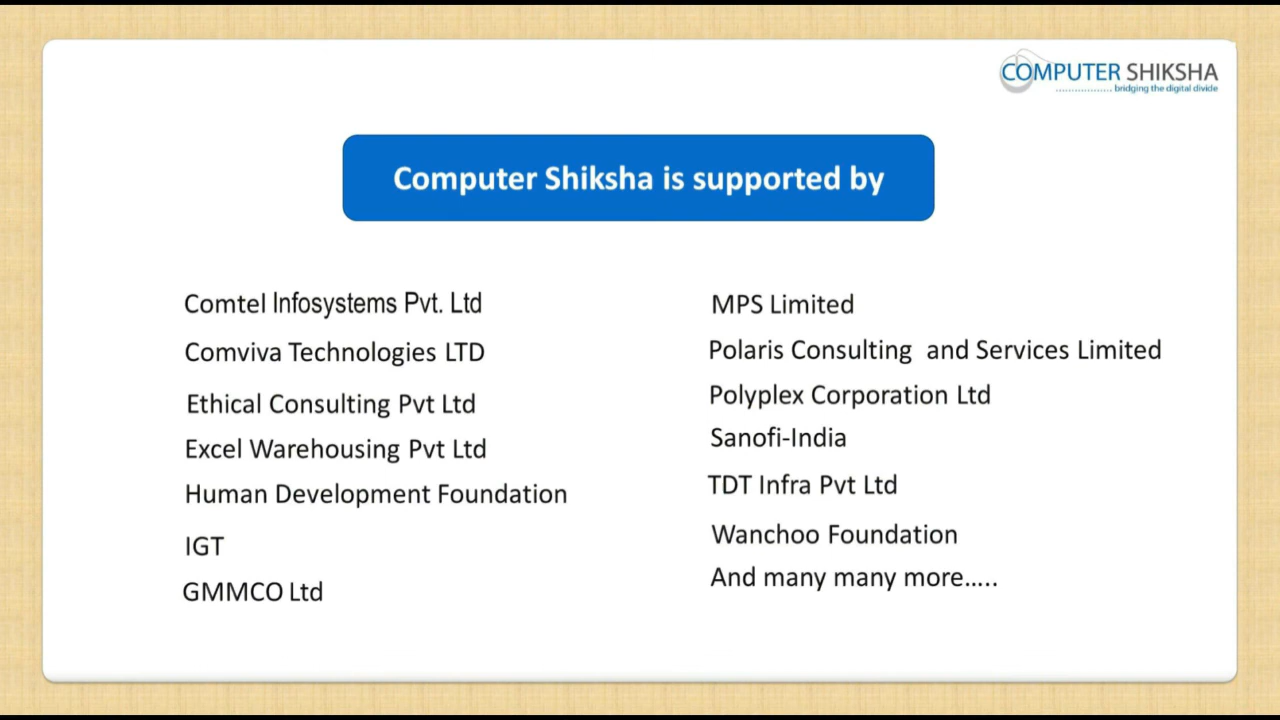 COMPUTER SHIKSHA
bridging the digital divide
Computer Shiksha is supported by
Comtel Infosystems Pvt. Ltd
Comviva Technologies LTD
Ethical Consulting Pvt Ltd
Excel Warehousing Pvt Ltd
Human Development Foundation
IGT
GMMCO Ltd
MPS Limited
Polaris Consulting  and Services Limited
Polyplex Corporation Ltd
Sanofi-India
TDT Infra Pvt Ltd
Wanchoo Foundation
And many many more.....